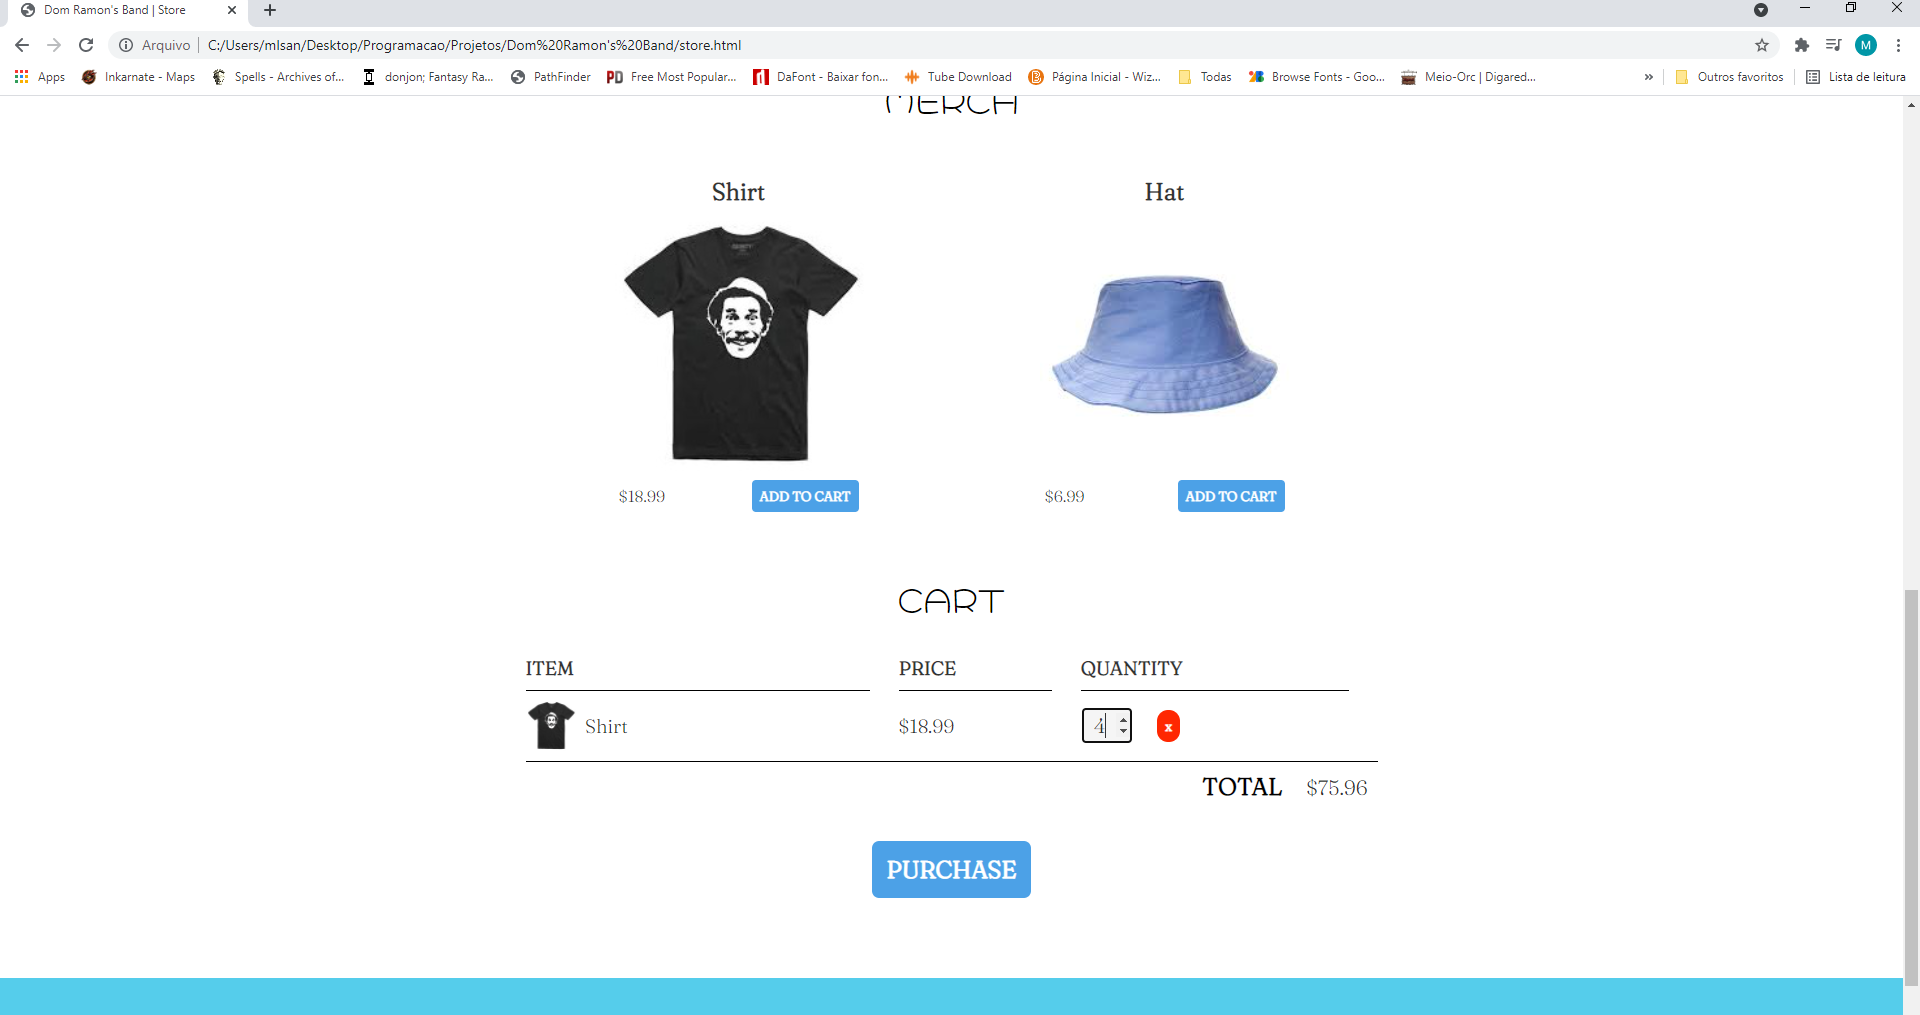 Dom Ramon's Band | Store
Arquivo | C:/Users/mlsan/Desktop/Programacao/Projetos/Dom%20Ramon's%20Band/store.html
M
Apps Inkarnate - Maps Spells - Archives of... donjon; Fantasy Ra... PathFinder PD Free Most Popular... DaFont - Baixar fon... Tube Download Página Inicial - Wiz... Todas Browse Fonts - Goo... Meio-Orc | Digared... » Outros favoritos Lista de leitura
MERCH
Shirt Hat
$18.99 ADD TO CART $6.99 ADD TO CART
CART
ITEM PRICE QUANTITY
Shirt $18.99 4 x
TOTAL $75.96
PURCHASE